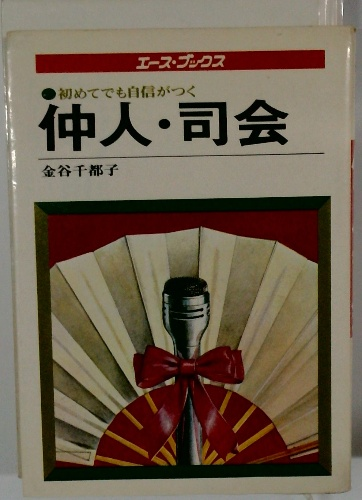 エース・ブックス
●初めてでも自信がつく
仲人・司会
金谷千都子